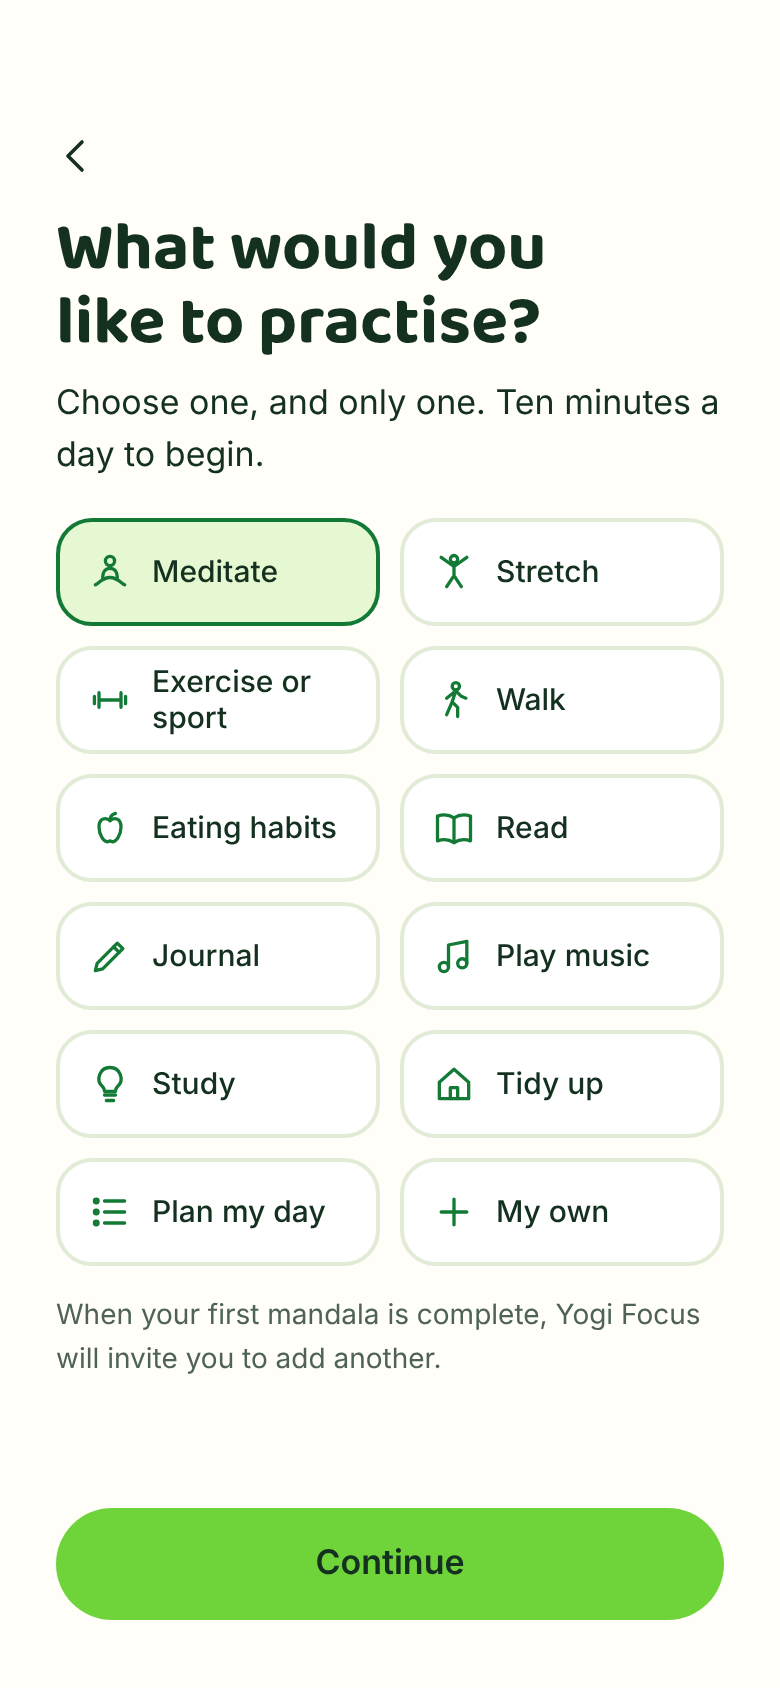 What would you
like to practise?
Choose one, and only one. Ten minutes a
day to begin.
Meditate
Stretch
Exercise or
sport
Walk
Eating habits
Read
Journal
Play music
Study
Tidy up
Plan my day
My own
When your first mandala is complete, Yogi Focus
will invite you to add another.
Continue